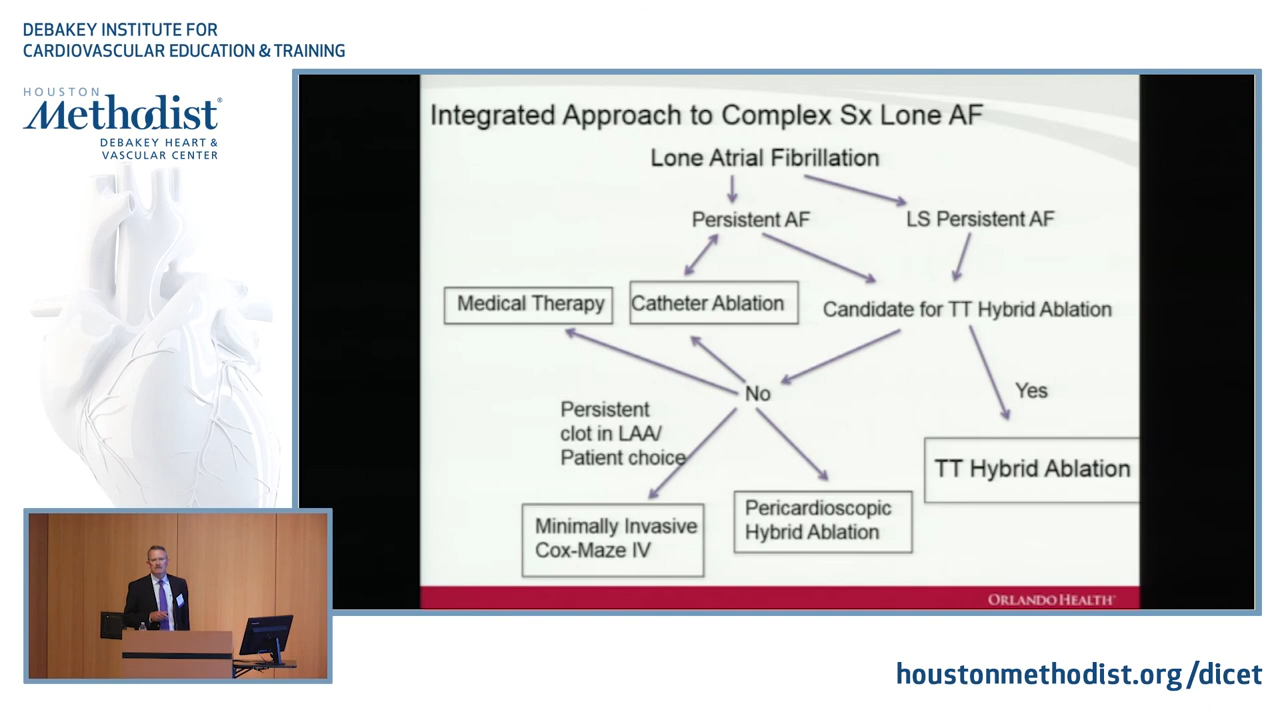 DEBAKEY INSTITUTE FOR
CARDIOVASCULAR EDUCATION & TRAINING
HOUSTON
Methodist®
DEBAKEY HEART &
VASCULAR CENTER
Integrated Approach to Complex Sx Lone AF
Lone Atrial Fibrillation
Persistent AF
LS Persistent AF
Medical Therapy
Catheter Ablation
Candidate for TT Hybrid Ablation
No
Yes
Persistent
clot in LAA/
Patient choice
TT Hybrid Ablation
Minimally Invasive
Cox-Maze IV
Pericardioscopic
Hybrid Ablation
ORLANDO HEALTH™
houstonmethodist.org/dicet